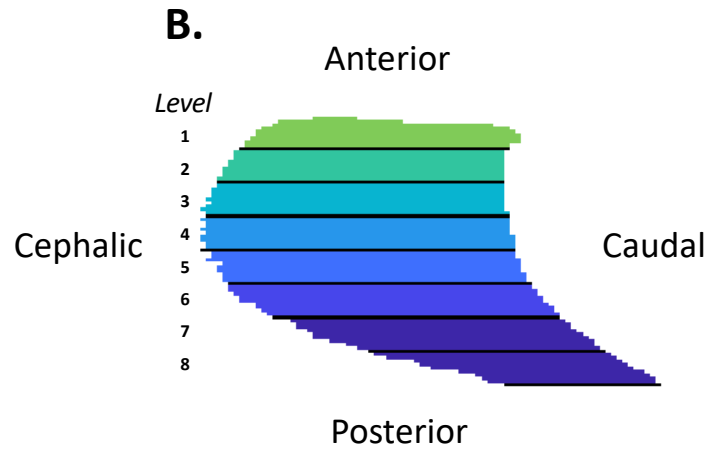 B.
Anterior
Level
1
2
3
4
Cephalic
Caudal
5
6
7
8
Posterior